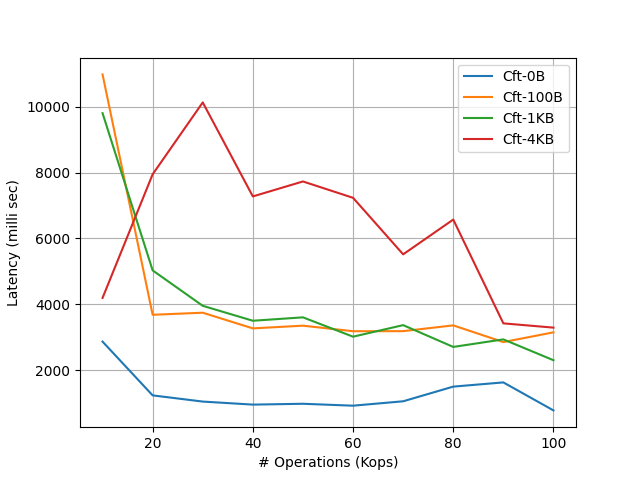 Cft-0B
Cft-100B
Cft-1KB
Cft-4KB
10000
8000
6000
4000
2000
Latency (milli sec)
20
40
60
80
100
# Operations (Kops)